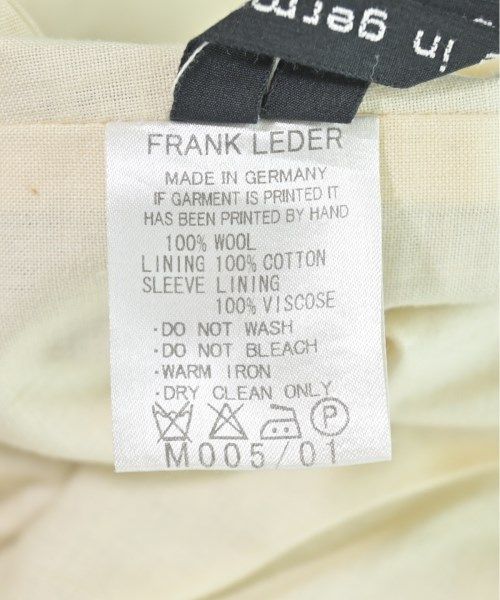 in germ
FRANK LEDER
MADE IN GERMANY
IF GARMENT IS PRINTED IT
HAS BEEN PRINTED BY HAND
100% WOOL
LINING 100% COTTON
SLEEVE LINING
100% VISCOSE
·DO NOT WASH
·DO NOT BLEACH
·WARM IRON
·DRY CLEAN ONLY
P
M005/01